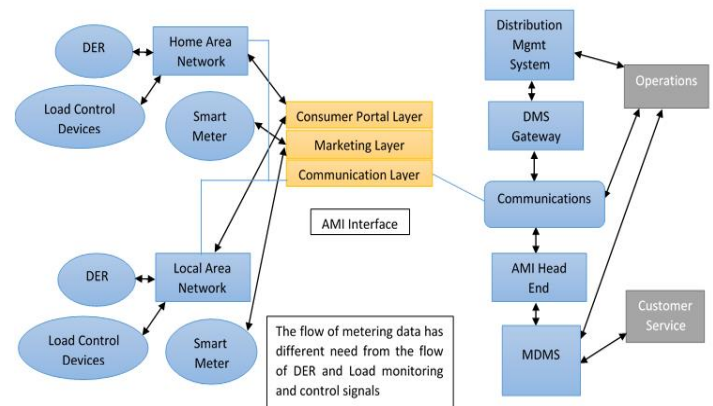 DER
Home Area
Network
Load Control
Devices
Smart
Meter
Consumer Portal Layer
Marketing Layer
Communication Layer
AMI Interface
DER
Local Area
Network
Load Control
Devices
Smart
Meter
The flow of metering data has
different need from the flow
of DER and Load monitoring
and control signals
Distribution
Mgmt
System
Operations
DMS
Gateway
Communications
AMI Head
End
Customer
Service
MDMS